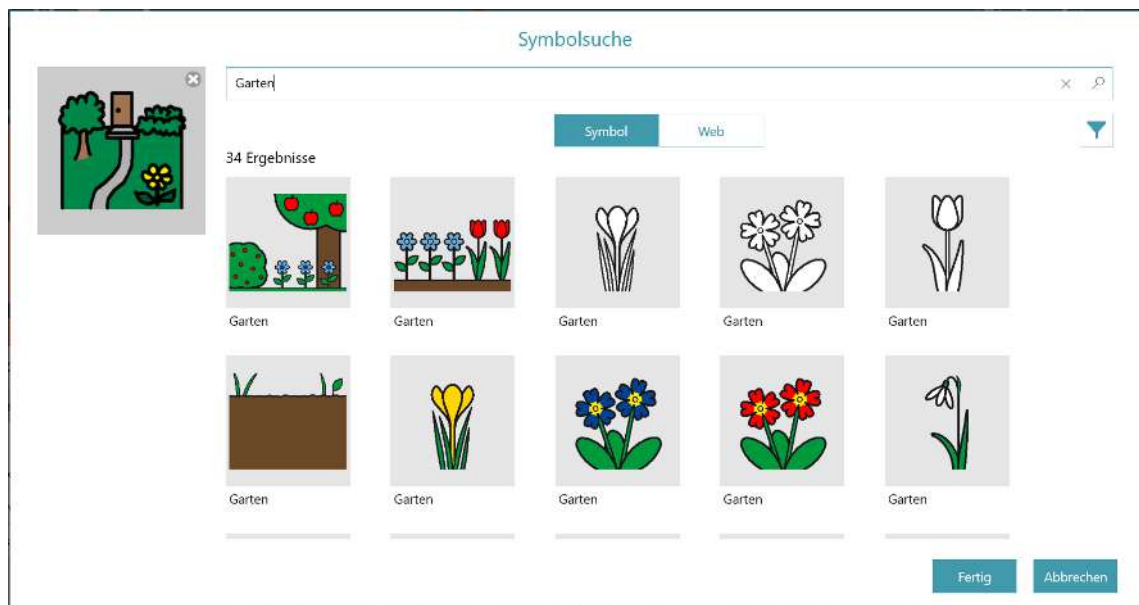 Symbolsuche
Garten
Symbol Web
34 Ergebnisse
Garten Garten Garten Garten Garten
Garten Garten Garten Garten Garten
Fertig Abbrechen